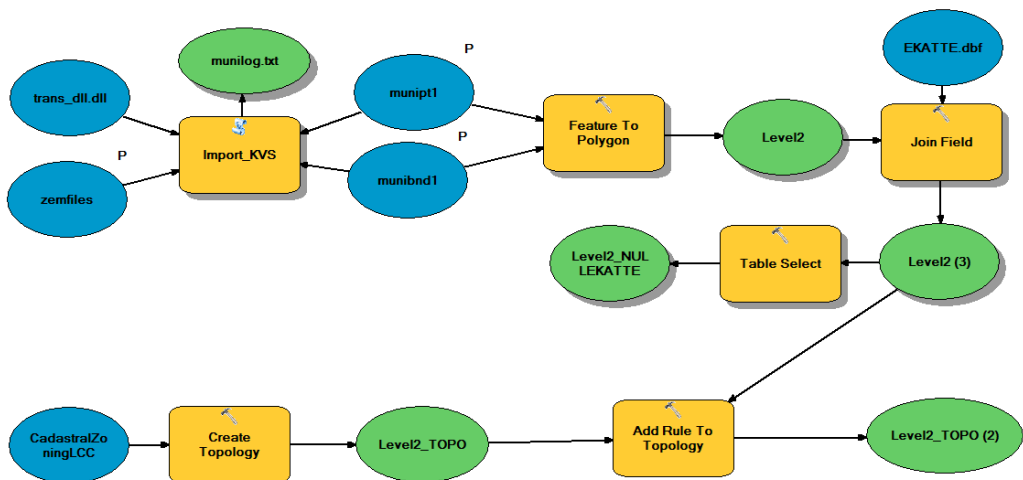 trans_dll.dll
P
zemfiles
munilog.txt
Import_KVS
P
munipt1
P
munibnd1
Feature To
Polygon
Level2
EKATTE.dbf
Join Field
Level2_NUL
LEKATTE
Table Select
Level2 (3)
CadastralZo
ningLCC
Create
Topology
Level2_TOPO
Add Rule To
Topology
Level2_TOPO (2)